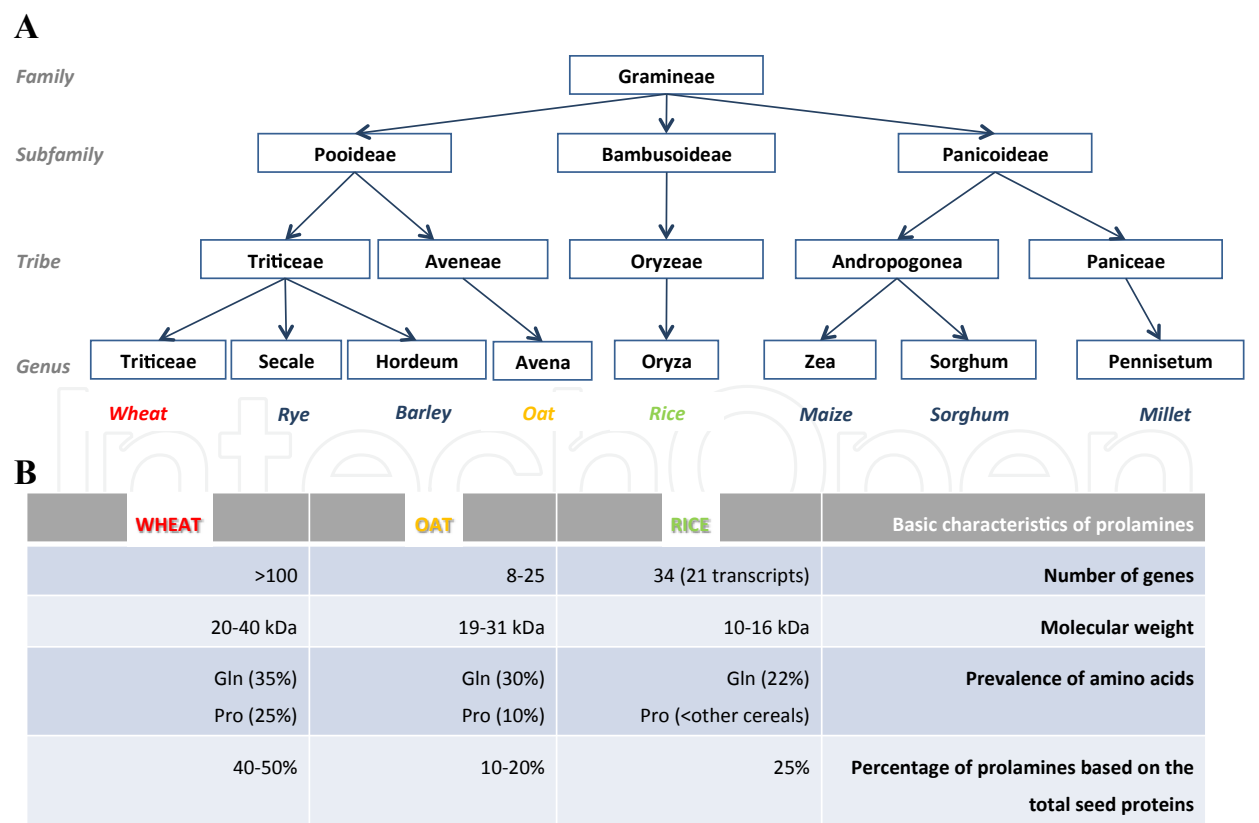 A
Family
Gramineae
Subfamily
Pooideae
Bambusoideae
Panicoideae
Tribe
Triticeae
Aveneae
Oryzeae
Andropogonea
Paniceae
Genus
Triticeae
Secale
Hordeum
Avena
Oryza
Zea
Sorghum
Pennisetum
Wheat
Rye
Barley
Oat
Rice
Maize
Sorghum
Millet
IntechOpen
B
WHEAT
OAT
RICE
Basic characteristics of prolamines
>100
8-25
34 (21 transcripts)
Number of genes
20-40 kDa
19-31 kDa
10-16 kDa
Molecular weight
Gln (35%)
Pro (25%)
Gln (30%)
Pro (10%)
Gln (22%)
Pro (<other cereals)
Prevalence of amino acids
40-50%
10-20%
25%
Percentage of prolamines based on the
total seed proteins